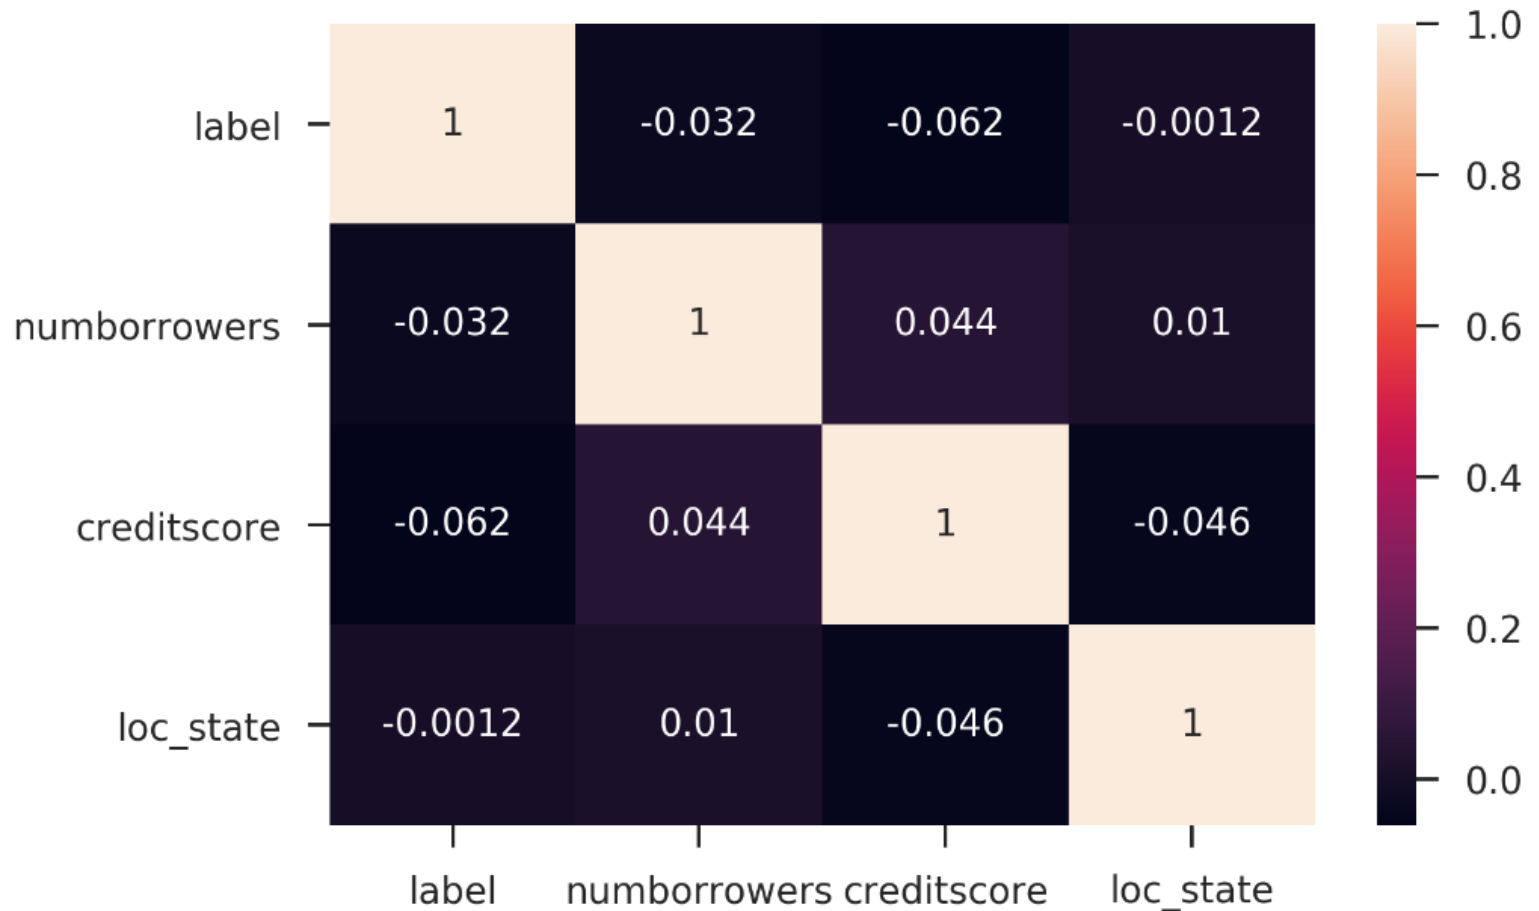 1.0
label 1 -0.032 -0.062 -0.0012
0.8
numborrowers -0.032 1 0.044 0.01
0.6
0.4
creditscore -0.062 0.044 1 -0.046
0.2
loc_state -0.0012 0.01 -0.046 1
0.0
label numborrowers creditscore loc_state